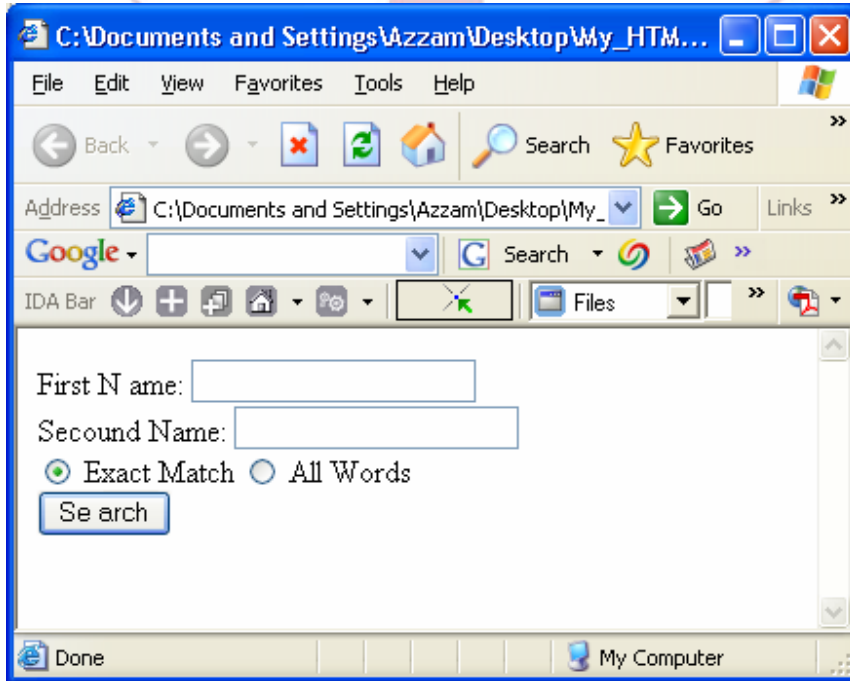 C:\Documents and Settings\Azzam\Desktop\My_HTM...
File Edit View Favorites Tools Help
Back Search Favorites »
Address C:\Documents and Settings\Azzam\Desktop\My_ Go Links »
Google G Search »
IDA Bar Files »
First N ame:
Secound Name:
Exact Match All Words
Se arch
Done My Computer